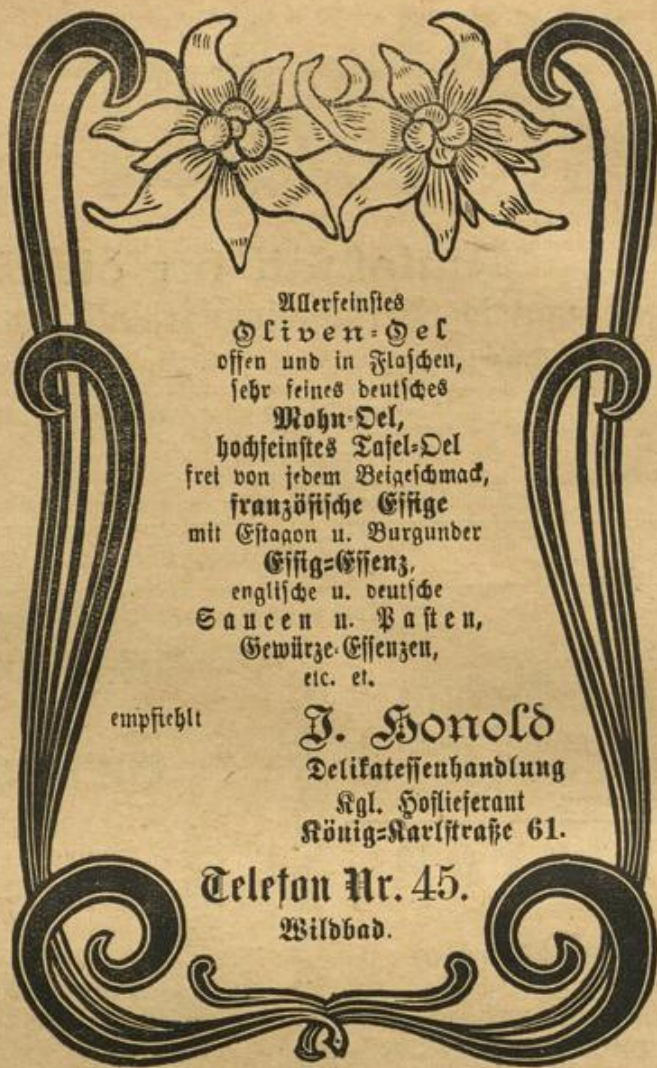 Allerfeinstes
Oliven-Oel
offen und in Flaschen,
sehr feines deutsches
Mohn-Oel,
hochfeinstes Tafel-Oel
frei von jedem Beigeschmack,
französische Essige
mit Estagon u. Burgunder
Essig-Essenz,
englische u. deutsche
Saucen u. Pasten,
Gewürze-Essenzen,
etc. et.
empfiehlt
J. Honold
Delikatessenhandlung
Kgl. Hoflieferant
König-Karlstraße 61.
Telefon Nr. 45.
Wildbad.